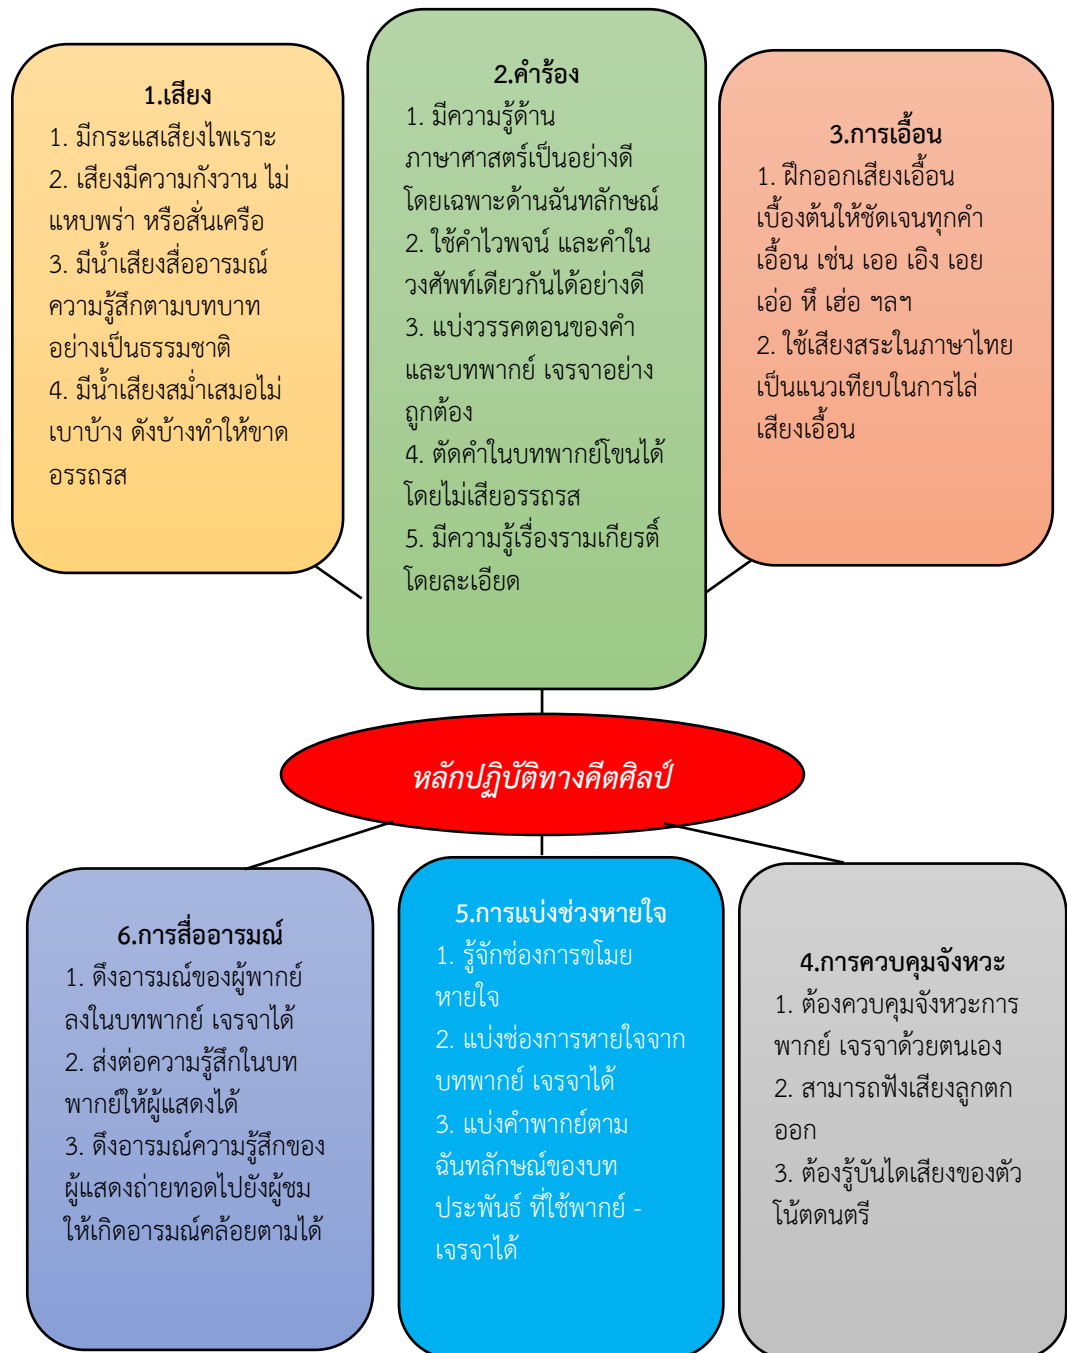 1.เสียง
1. มีกระแสเสียงไพเราะ
2. เสียงมีความกังวาน ไม่
แหบพร่า หรือสั่นเครือ
3. มีน้ำเสียงสื่ออารมณ์
ความรู้สึกตามบทบาท
อย่างเป็นธรรมชาติ
4. มีน้ำเสียงสม่ำเสมอไม่
เบาบ้าง ดังบ้างทำให้ขาด
อรรถรส
2.คำร้อง
1. มีความรู้ด้าน
ภาษาศาสตร์เป็นอย่างดี
โดยเฉพาะด้านฉันทลักษณ์
2. ใช้คำไวพจน์ และคำใน
วงศัพท์เดียวกันได้อย่างดี
3. แบ่งวรรคตอนของคำ
และบทพากย์ เจรจาอย่าง
ถูกต้อง
4. ตัดคำในบทพากย์โขนได้
โดยไม่เสียอรรถรส
5. มีความรู้เรื่องรามเกียรติ์
โดยละเอียด
3.การเอื้อน
1. ฝึกออกเสียงเอื้อน
เบื้องต้นให้ชัดเจนทุกคำ
เอื้อน เช่น เออ เอิง เอย
เอ่อ หึ เฮ่อ ฯลฯ
2. ใช้เสียงสระในภาษาไทย
เป็นแนวเทียบในการไล่
เสียงเอื้อน
หลักปฏิบัติทางคีตศิลป์
6.การสื่ออารมณ์
1. ดึงอารมณ์ของผู้พากย์
ลงในบทพากย์ เจรจาได้
2. ส่งต่อความรู้สึกในบท
พากย์ให้ผู้แสดงได้
3. ดึงอารมณ์ความรู้สึกของ
ผู้แสดงถ่ายทอดไปยังผู้ชม
ให้เกิดอารมณ์คล้อยตามได้
5.การแบ่งช่วงหายใจ
1. รู้จักช่องการขโมย
หายใจ
2. แบ่งช่องการหายใจจาก
บทพากย์ เจรจาได้
3. แบ่งคำพากย์ตาม
ฉันทลักษณ์ของบท
ประพันธ์ ที่ใช้พากย์ -
เจรจาได้
4.การควบคุมจังหวะ
1. ต้องควบคุมจังหวะการ
พากย์ เจรจาด้วยตนเอง
2. สามารถฟังเสียงลูกตก
ออก
3. ต้องรู้บันไดเสียงของตัว
โน้ตดนตรี